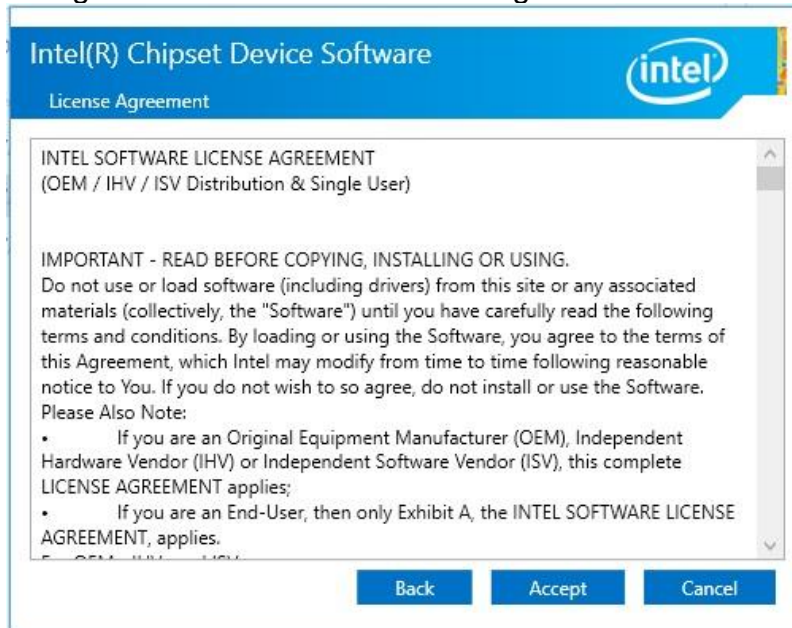 Intel(R) Chipset Device Software
intel
License Agreement
INTEL SOFTWARE LICENSE AGREEMENT
(OEM / IHV / ISV Distribution & Single User)
IMPORTANT - READ BEFORE COPYING, INSTALLING OR USING.
Do not use or load software (including drivers) from this site or any associated
materials (collectively, the "Software") until you have carefully read the following
terms and conditions. By loading or using the Software, you agree to the terms of
this Agreement, which Intel may modify from time to time following reasonable
notice to You. If you do not wish to so agree, do not install or use the Software.
Please Also Note:
• If you are an Original Equipment Manufacturer (OEM), Independent
Hardware Vendor (IHV) or Independent Software Vendor (ISV), this complete
LICENSE AGREEMENT applies;
• If you are an End-User, then only Exhibit A, the INTEL SOFTWARE LICENSE
AGREEMENT, applies.
Back Accept Cancel